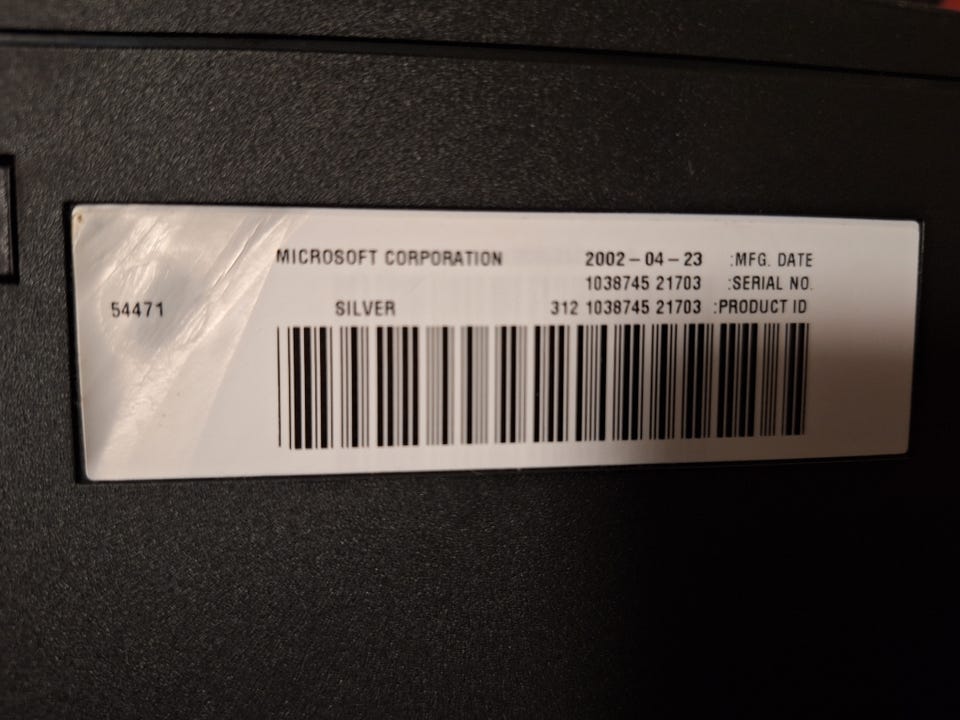 MICROSOFT CORPORATION 2002-04-23 :MFG. DATE
1038745 21703 :SERIAL NO.
54471 SILVER 312 1038745 21703 :PRODUCT ID